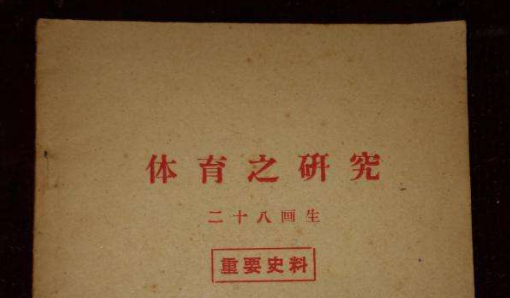 体育之研究
二十八画生
重要史料